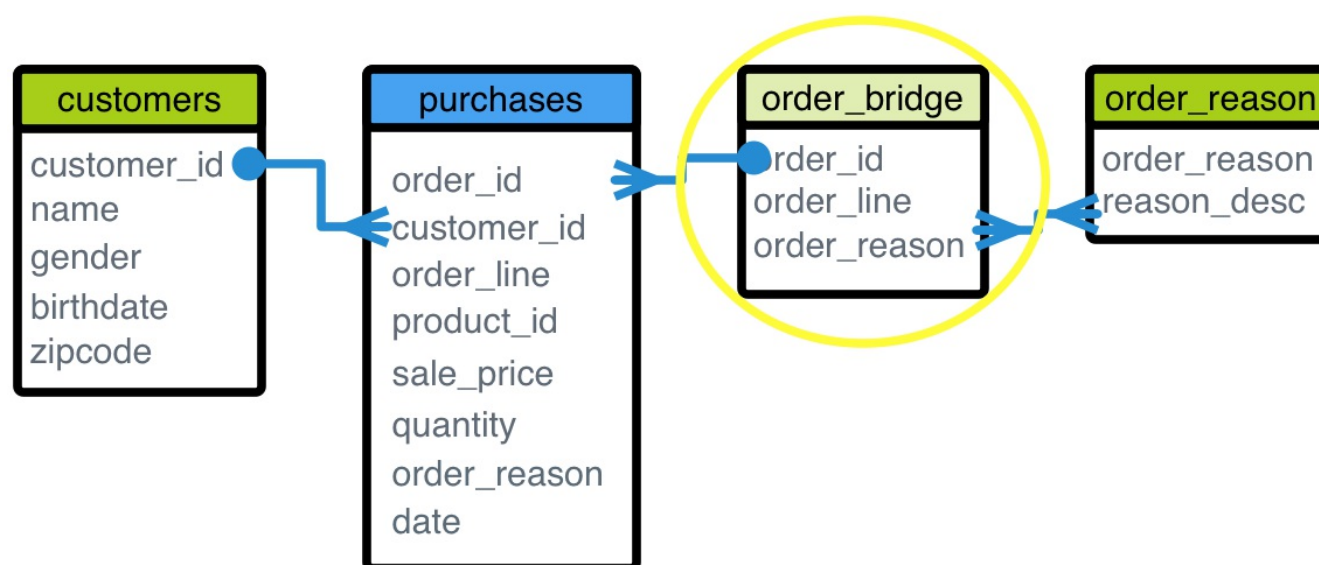 customers
customer_id
name
gender
birthdate
zipcode
purchases
order_id
customer_id
order_line
product_id
sale_price
quantity
order_reason
date
order_bridge
order_id
order_line
order_reason
order_reason
order_reason
reason_desc